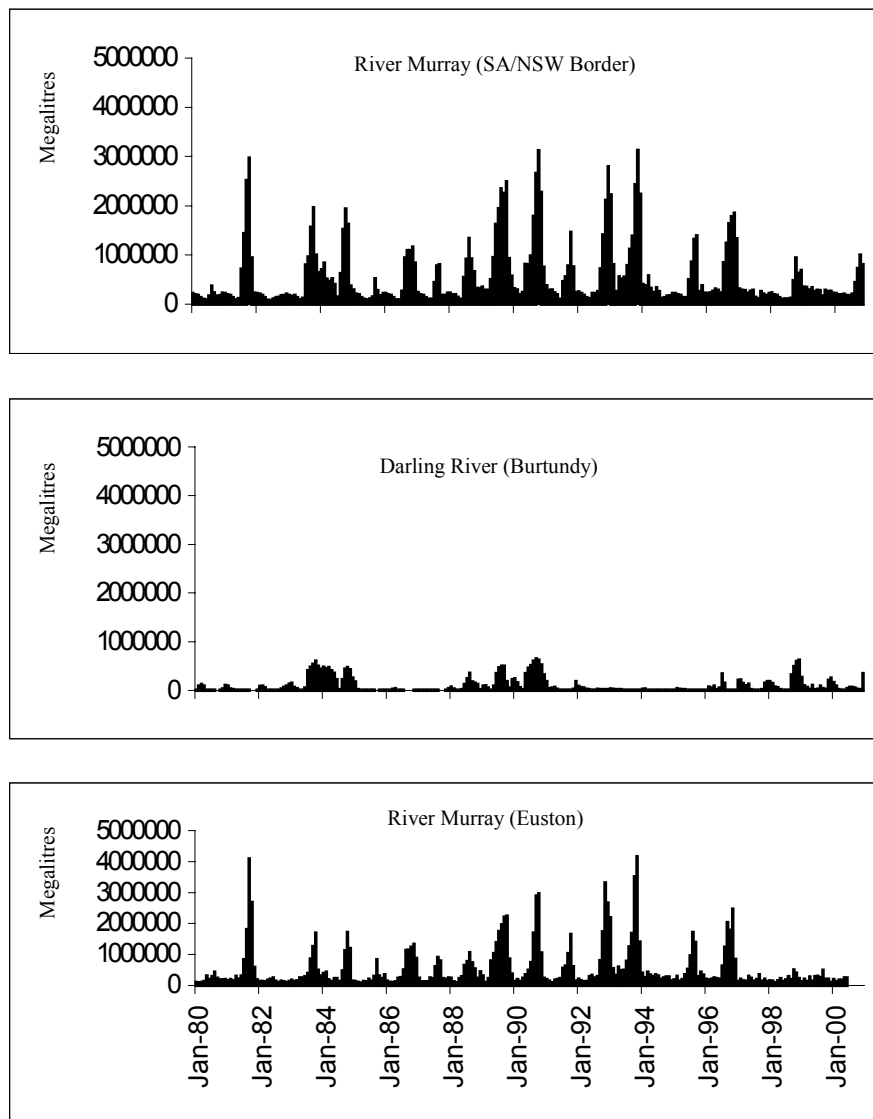 River Murray (SA/NSW Border)
Megalitres
5000000
4000000
3000000
2000000
1000000
0
Darling River (Burtundy)
Megalitres
5000000
4000000
3000000
2000000
1000000
0
River Murray (Euston)
Megalitres
5000000
4000000
3000000
2000000
1000000
0
Jan-80
Jan-82
Jan-84
Jan-86
Jan-88
Jan-90
Jan-92
Jan-94
Jan-96
Jan-98
Jan-00